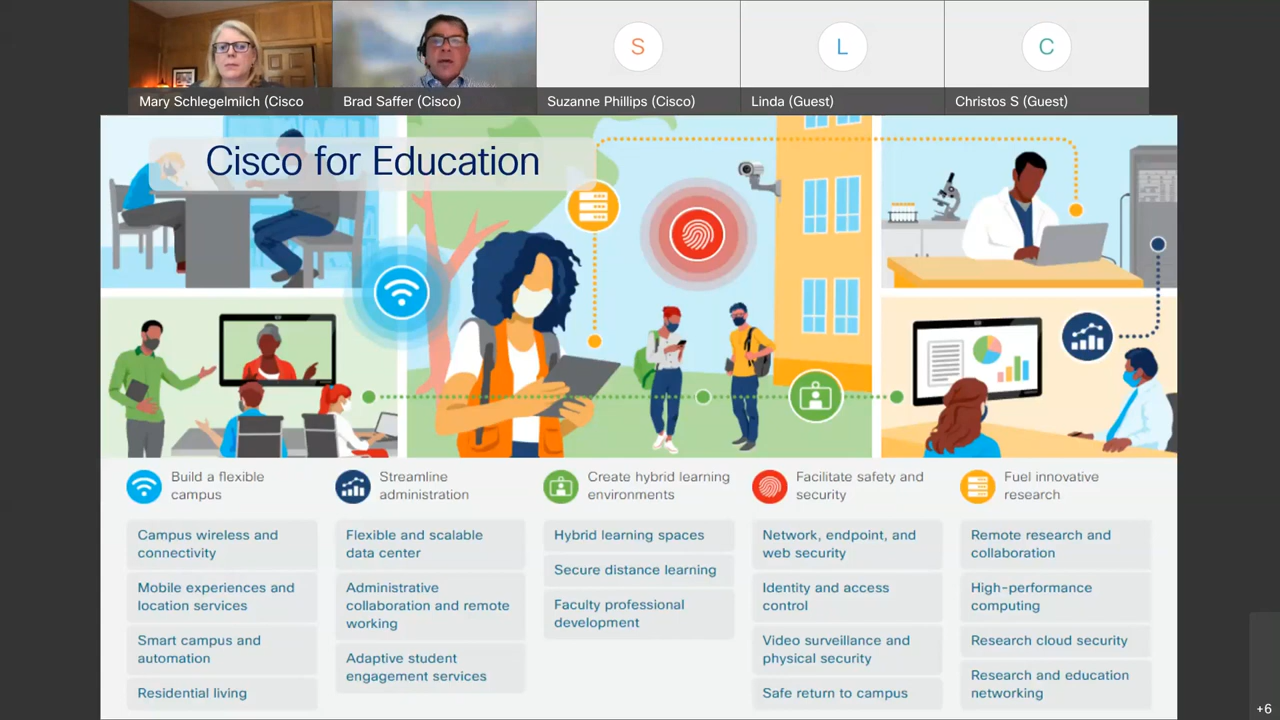 S
L
C
Mary Schlegelmilch (Cisco
Brad Saffer (Cisco)
Suzanne Phillips (Cisco)
Linda (Guest)
Christos S (Guest)
Cisco for Education
Build a flexible
campus
Campus wireless and
connectivity
Mobile experiences and
location services
Smart campus and
automation
Residential living
Streamline
administration
Flexible and scalable
data center
Administrative
collaboration and remote
working
Adaptive student
engagement services
Create hybrid learning
environments
Hybrid learning spaces
Secure distance learning
Faculty professional
development
Facilitate safety and
security
Network, endpoint, and
web security
Identity and access
control
Video surveillance and
physical security
Safe return to campus
Fuel innovative
research
Remote research and
collaboration
High-performance
computing
Research cloud security
Research and education
networking
+6